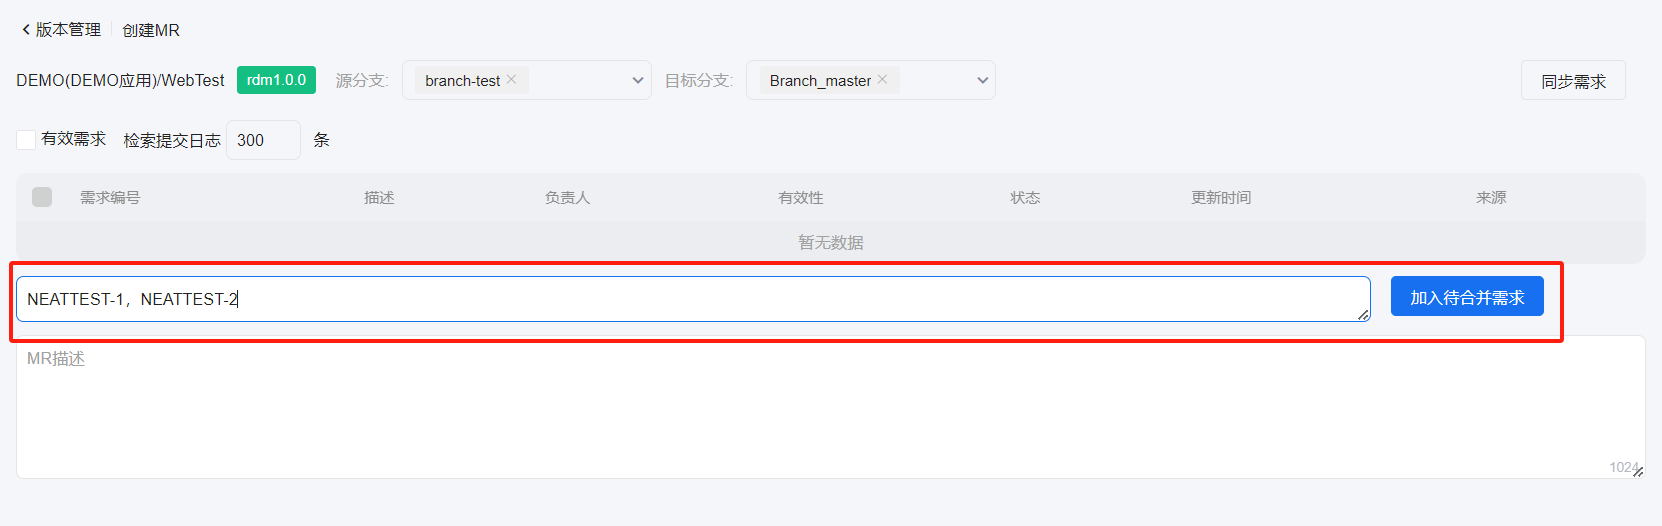 版本管理 创建MR
DEMO(DEMO应用)/WebTest rdm1.0.0 源分支: branch-test 目标分支: Branch_master 同步需求
有效需求 检索提交日志 300 条
需求编号 描述 负责人 有效性 状态 更新时间 来源
暂无数据
NEATTEST-1，NEATTEST-2 加入待合并需求
MR描述
1024